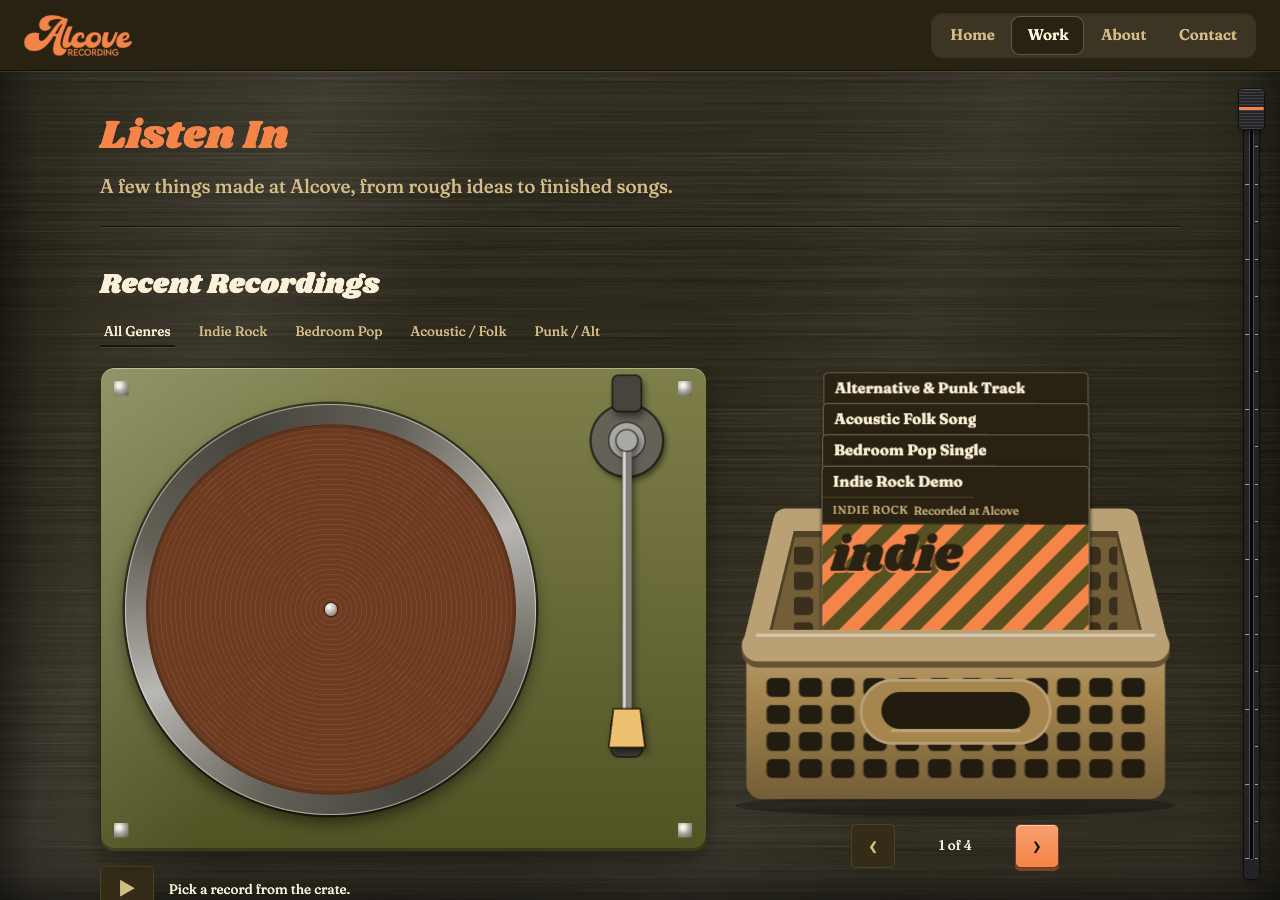 Alcove
RECORDING
Home Work About Contact
Listen In
A few things made at Alcove, from rough ideas to finished songs.
Recent Recordings
All Genres Indie Rock Bedroom Pop Acoustic / Folk Punk / Alt
Alternative & Punk Track
Acoustic Folk Song
Bedroom Pop Single
Indie Rock Demo
INDIE ROCK Recorded at Alcove
indie
‹ 1 of 4 ›
Pick a record from the crate.